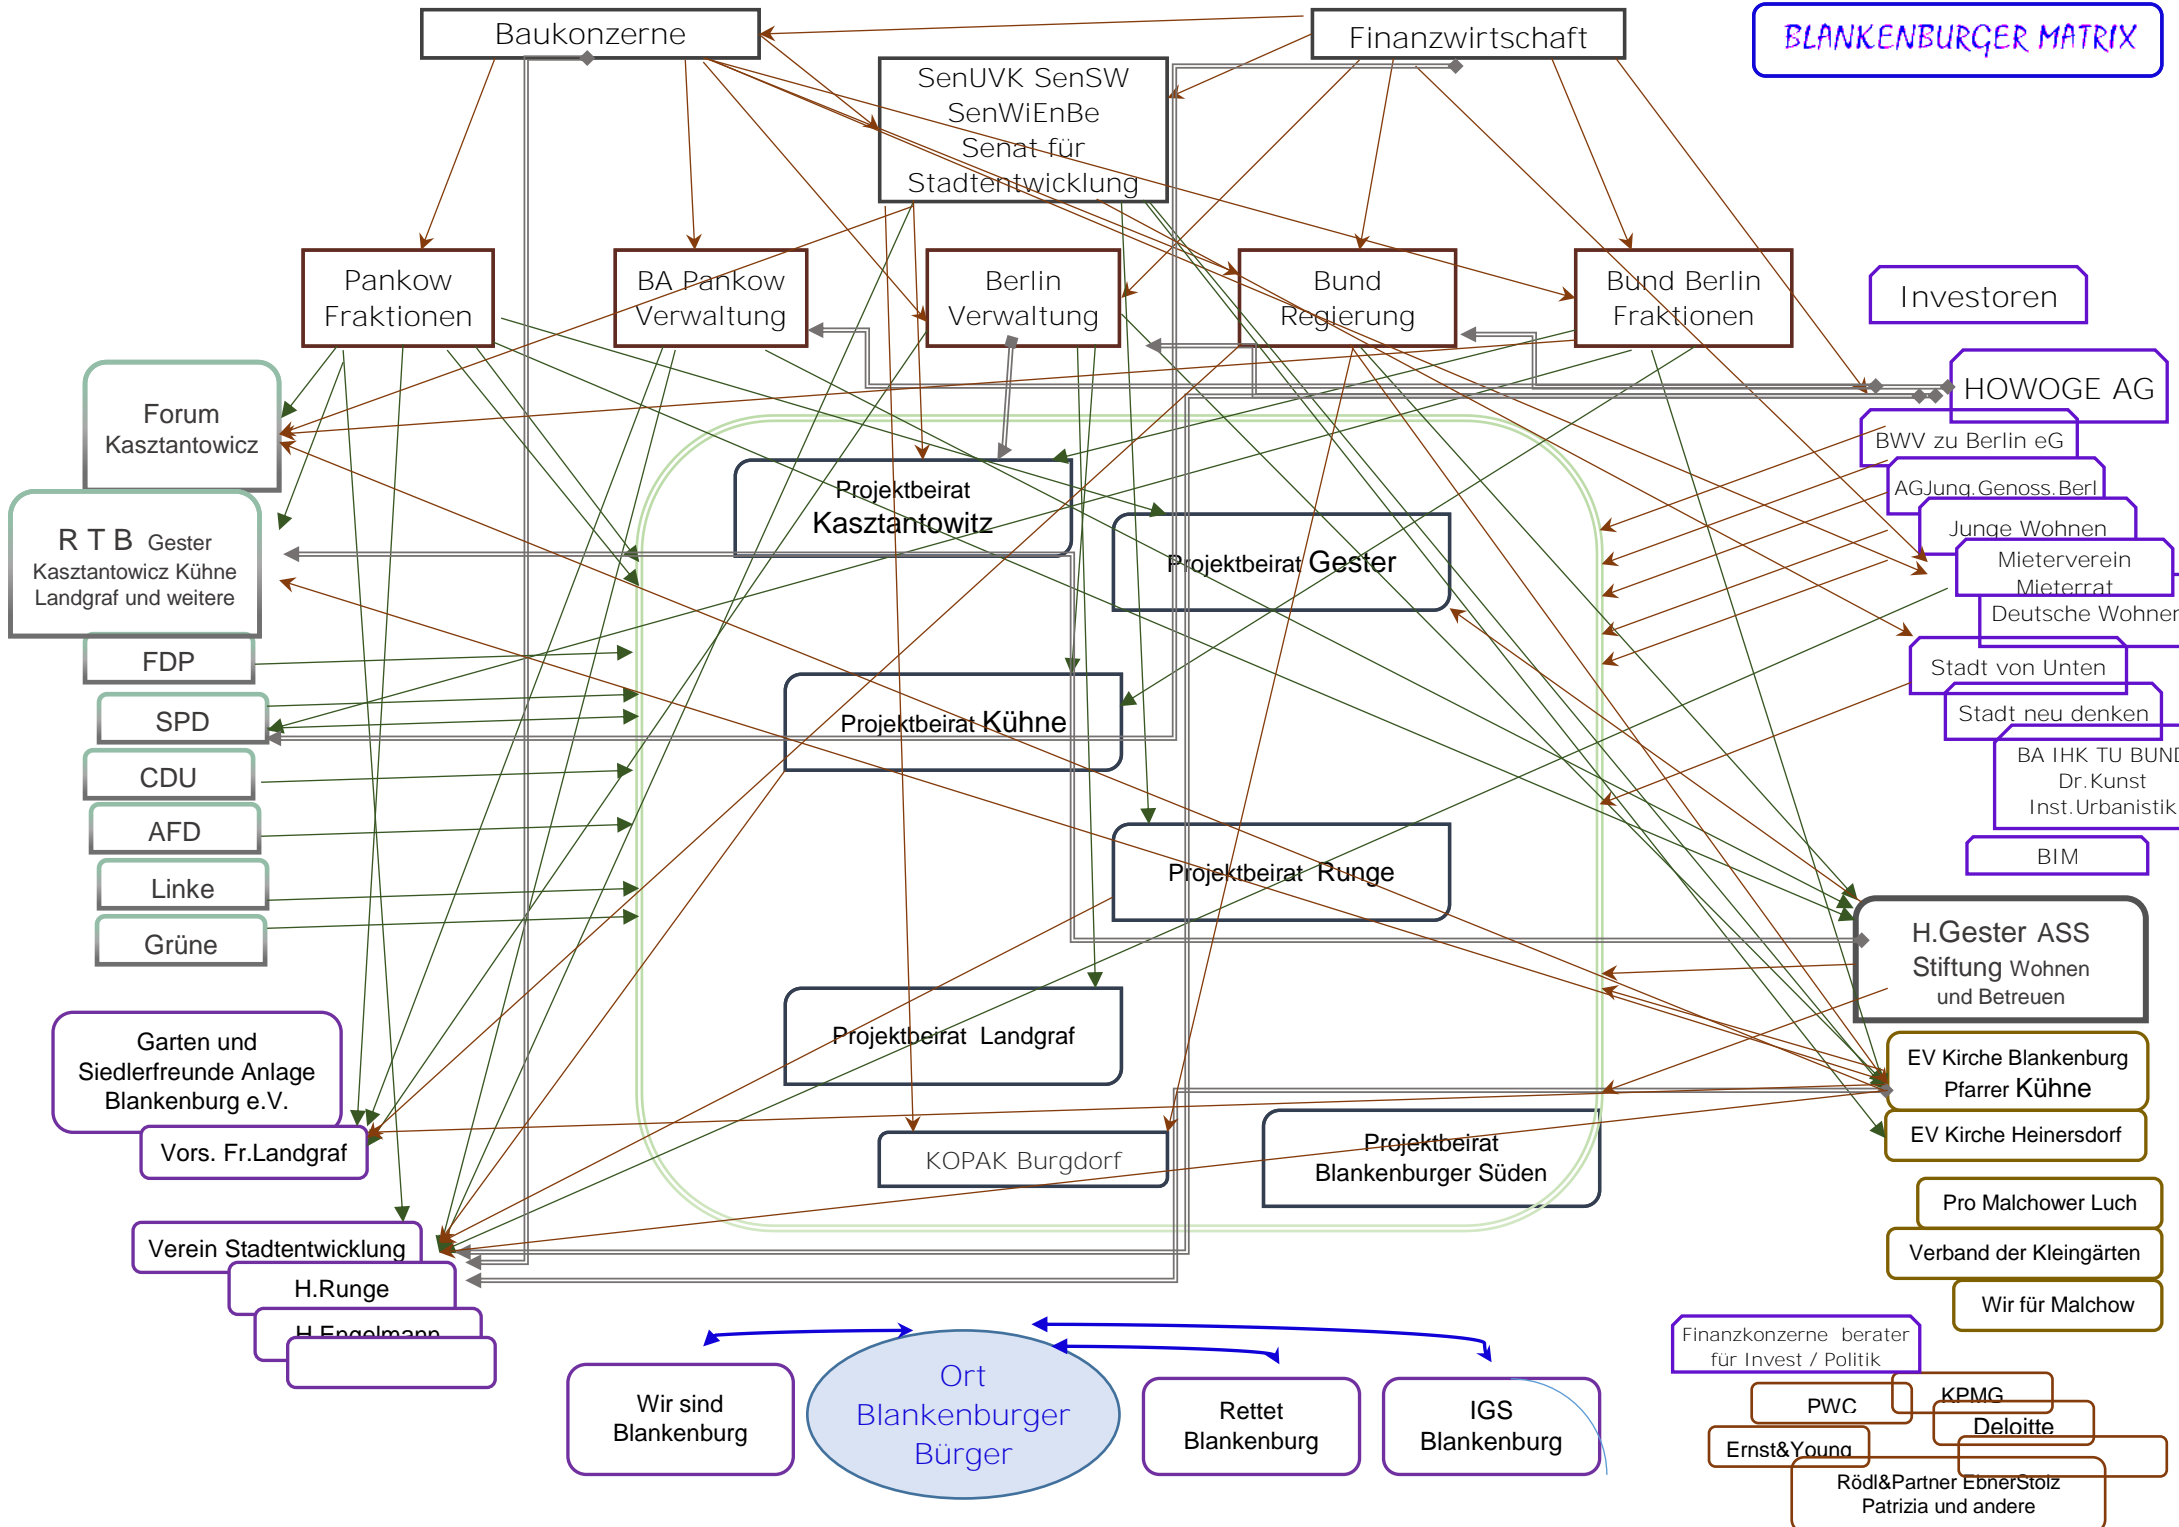 Baukonzerne
Finanzwirtschaft
BLANKENBURGER MATRIX
SenUVK SenSW
SenWiEnBe
Senat für
Stadtentwicklung
Pankow
Fraktionen
BA Pankow
Verwaltung
Berlin
Verwaltung
Bund
Regierung
Bund Berlin
Fraktionen
Investoren
HOWOGE AG
BWV zu Berlin eG
AGJung.Genoss.Berl
Junge Wohnen
Mieterverein
Mieterrat
Deutsche Wohnen
Stadt von Unten
Stadt neu denken
BA IHK TU BUND
Dr.Kunst
Inst.Urbanistik
BIM
Forum
Kasztantowicz
R T B Gester
Kasztantowicz Kühne
Landgraf und weitere
FDP
SPD
CDU
AFD
Linke
Grüne
Projektbeirat
Kasztantowitz
Projektbeirat Gester
Projektbeirat Kühne
Projektbeirat Runge
Projektbeirat Landgraf
KOPAK Burgdorf
Projektbeirat
Blankenburger Süden
H.Gester ASS
Stiftung Wohnen
und Betreuen
EV Kirche Blankenburg
Pfarrer Kühne
EV Kirche Heinersdorf
Pro Malchower Luch
Verband der Kleingärten
Wir für Malchow
Garten und
Siedlerfreunde Anlage
Blankenburg e.V.
Vors. Fr.Landgraf
Verein Stadtentwicklung
H.Runge
H.Engelmann
Wir sind
Blankenburg
Ort
Blankenburger
Bürger
Rettet
Blankenburg
IGS
Blankenburg
Finanzkonzerne berater
für Invest / Politik
PWC
KPMG
Deloitte
Ernst&Young
Rödl&Partner EbnerStolz
Patrizia und andere